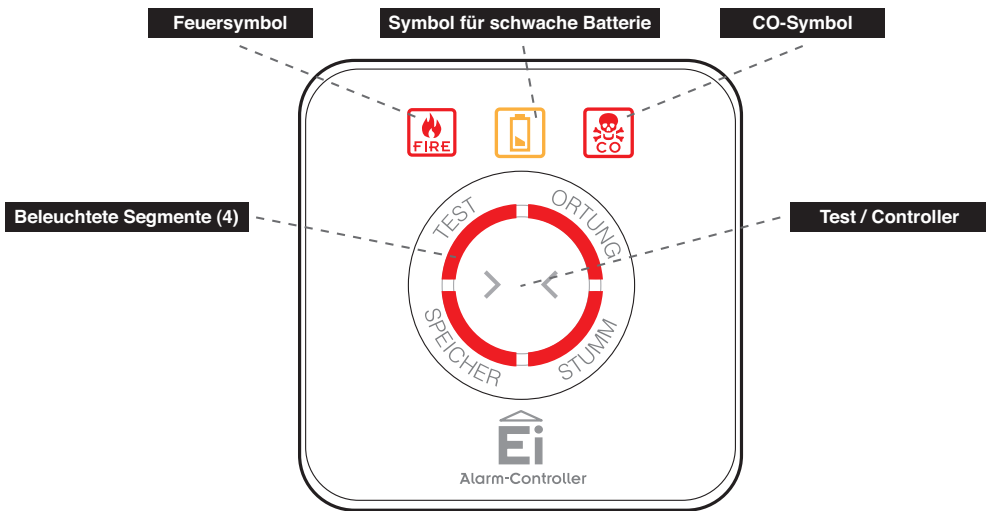 Feuersymbol
Symbol für schwache Batterie
CO-Symbol
FIRE
CO
Beleuchtete Segmente (4)
Test / Controller
TEST
ORTUNG
SPEICHER
STUMM
Ei
Alarm-Controller